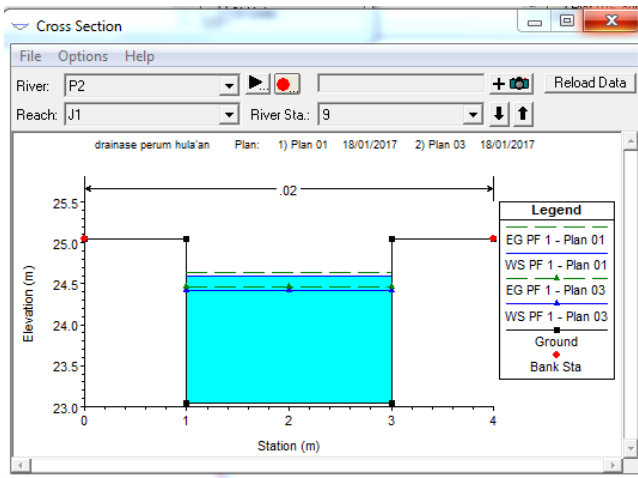 Cross Section
File Options Help
River: P2 Reload Data
Reach: J1 River Sta.: 9
drainase perum hula'an Plan: 1) Plan 01 18/01/2017 2) Plan 03 18/01/2017
.02
25.5
25.0
24.5
24.0
23.5
23.0
Elevation (m)
0 1 2 3 4
Station (m)
Legend
EG PF 1 - Plan 01
WS PF 1 - Plan 01
EG PF 1 - Plan 03
WS PF 1 - Plan 03
Ground
Bank Sta